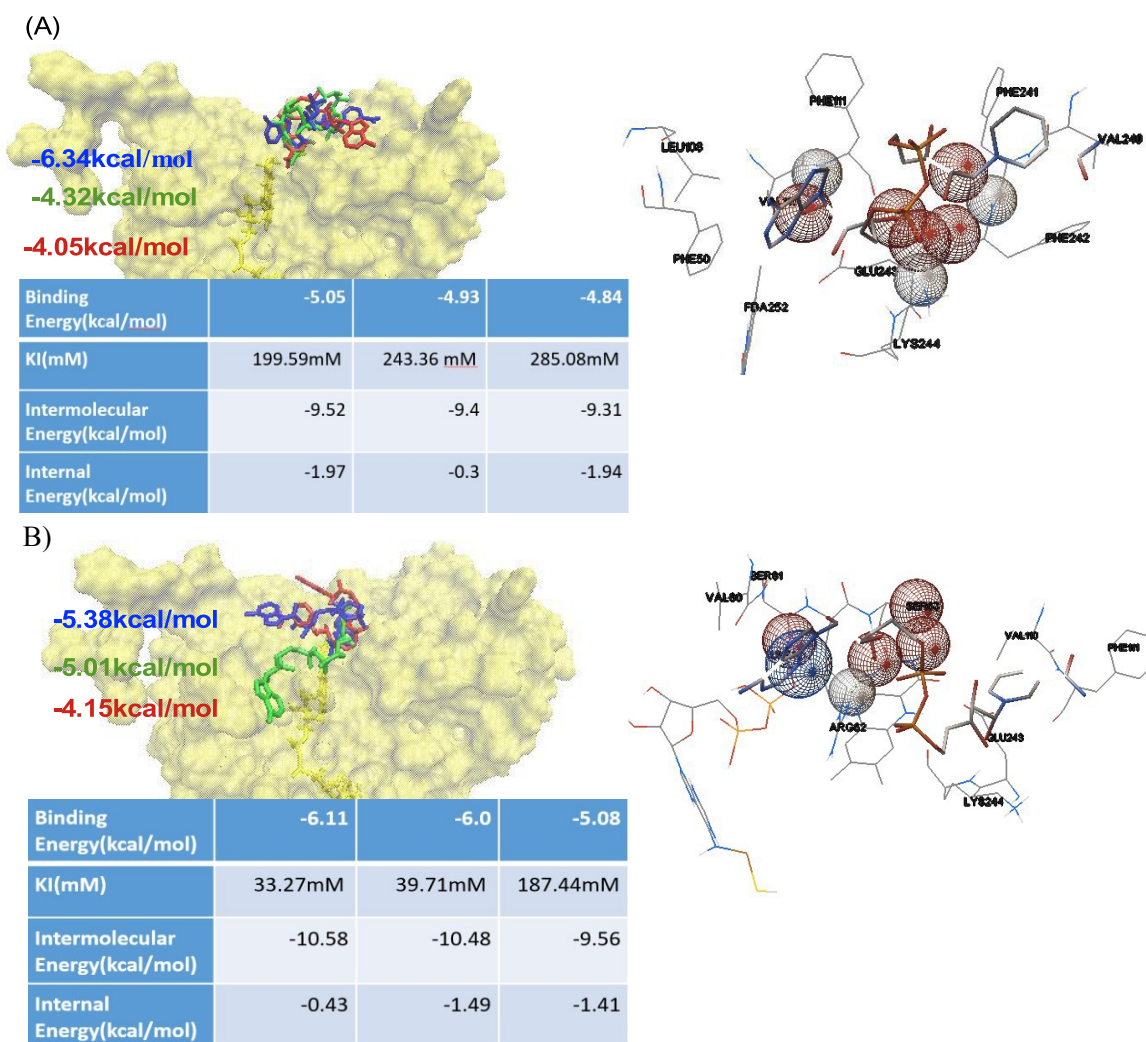 (A)
-6.34kcal/mol
-4.32kcal/mol
-4.05kcal/mol
Binding Energy(kcal/mol) -5.05 -4.93 -4.84
KI(mM) 199.59mM 243.36 mM 285.08mM
Intermolecular Energy(kcal/mol) -9.52 -9.4 -9.31
Internal Energy(kcal/mol) -1.97 -0.3 -1.94
PHE111
PHE241
VAL248
LEU108
PHE242
PHE50
GLU243
FDA252
LYS244
B)
-5.38kcal/mol
-5.01kcal/mol
-4.15kcal/mol
Binding Energy(kcal/mol) -6.11 -6.0 -5.08
KI(mM) 33.27mM 39.71mM 187.44mM
Intermolecular Energy(kcal/mol) -10.58 -10.48 -9.56
Internal Energy(kcal/mol) -0.43 -1.49 -1.41
SER61
VAL60
VAL110
PHE111
ARG62
GLU243
LYS244